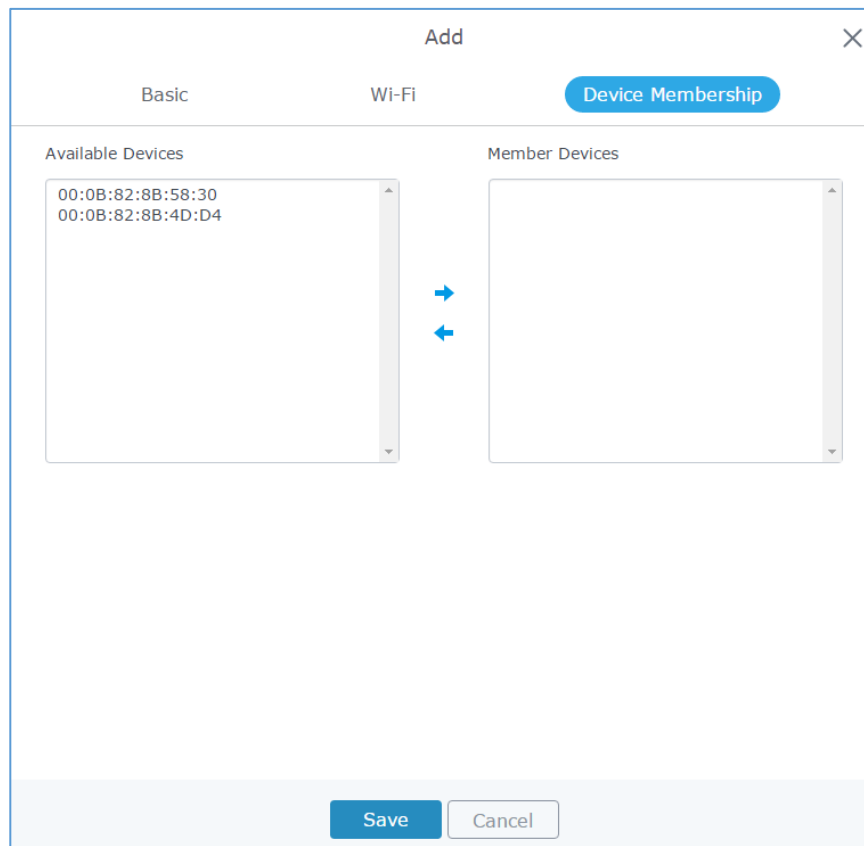 Add
Basic Wi-Fi Device Membership
Available Devices Member Devices
00:0B:82:8B:58:30
00:0B:82:8B:4D:D4
Save Cancel